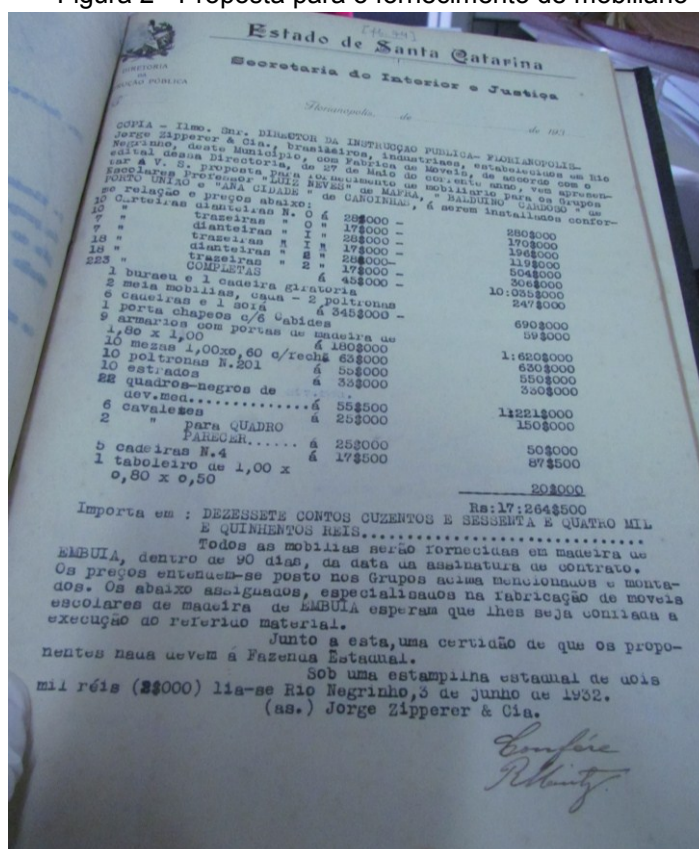 Figura 2 - Proposta para o fornecimento de mobiliário
Estado de Santa Catarina
Secretaria do Interior e Justiça
DIRETORIA
DE
INSTRUÇÃO PÚBLICA
Florianopolis, de de 193
COPIA - Ilmo. Snr. DIRECTOR DA INSTRUCÇAO PUBLICA- FLORIANOPOLIS-
Jorge Zipperer & Cia., brasileiros, industriaes, estabelecidos em Rio
Negrinho, deste Municipio, com Fabrica de Moveis, de acordo com o
edital dessa Directoria, de 27 de Maio do corrente anno, vem apresen-
tar á V. S. proposta para fornecimento de mobiliario para os Grupos
Escolares Professor "LUIZ NEVES" de MAFRA, " BALDUINO CARDOSO " de
PORTO UNIÃO e "ANA CIDADE " de CANOINHAS, á serem installados confor-
me relação e preços abaixo:
10 Carteiras dianteiras N. 0 á 28$000 - 280$000
10 " trazeiras " 0 " 17$000 - 170$000
7 " dianteiras " I " 28$000 - 196$000
7 " trazeiras " I " 17$000 - 119$000
18 " dianteiras " 2 " 28$000- 504$000
18 " trazeiras " 2 " 17$000 - 306$000
223 " COMPLETAS á 45$000 - 10:035$000
1 bureau e 1 cadeira giratoria 247$000
2 meia mobilias, cada - 2 poltronas
6 cadeiras e 1 sofá á 345$000 - 690$000
1 porta chapeos c/6 cabides 59$000
9 armarios com portas de madeira de
1,80 x 1,00 á 180$000 1:620$000
10 mezas 1,00x0,60 c/rechá 63$000 630$000
10 poltronas N.201 á 55$000 550$000
10 estrados á 33$000 330$000
22 quadros-negros de
dev.med..............á 55$500 1:221$000
6 cavaletes á 25$000 150$000
2 " para QUADRO
PARECER...... á 25$000 50$000
5 cadeiras N.4 á 17$500 87$500
1 taboleiro de 1,00 x
0,80 x 0,50 20$000
Rs:17:264$500
Importa em : DEZESSETE CONTOS CUZENTOS E SESSENTA E QUATRO MIL
E QUINHENTOS REIS.................................
Todos as mobilias serão fornecidas em madeira de
EMBUIA, dentro de 90 dias, da data da assinatura do contrato.
Os preços entendem-se posto nos Grupos acima mencionados e monta-
dos. Os abaixo assignados, especialisados na fabricação de moveis
escolares de madeira de EMBUIA esperam que lhes seja confiada a
execução do referido material.
Junto a esta,uma certidão de que os propo-
nentes nada devem á Fazenda Estadual.
Sob uma estampilha estadual de dois
mil réis (2$000) lia-se Rio Negrinho,3 de junho de 1932.
(as.) Jorge Zipperer & Cia.
Confére